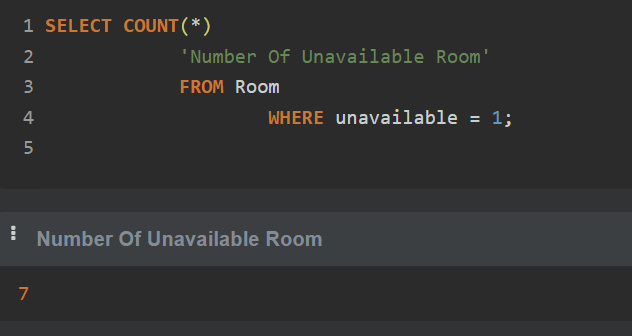 1 SELECT COUNT(*)
2 'Number Of Unavailable Room'
3 FROM Room
4 WHERE unavailable = 1;
5
Number Of Unavailable Room
7